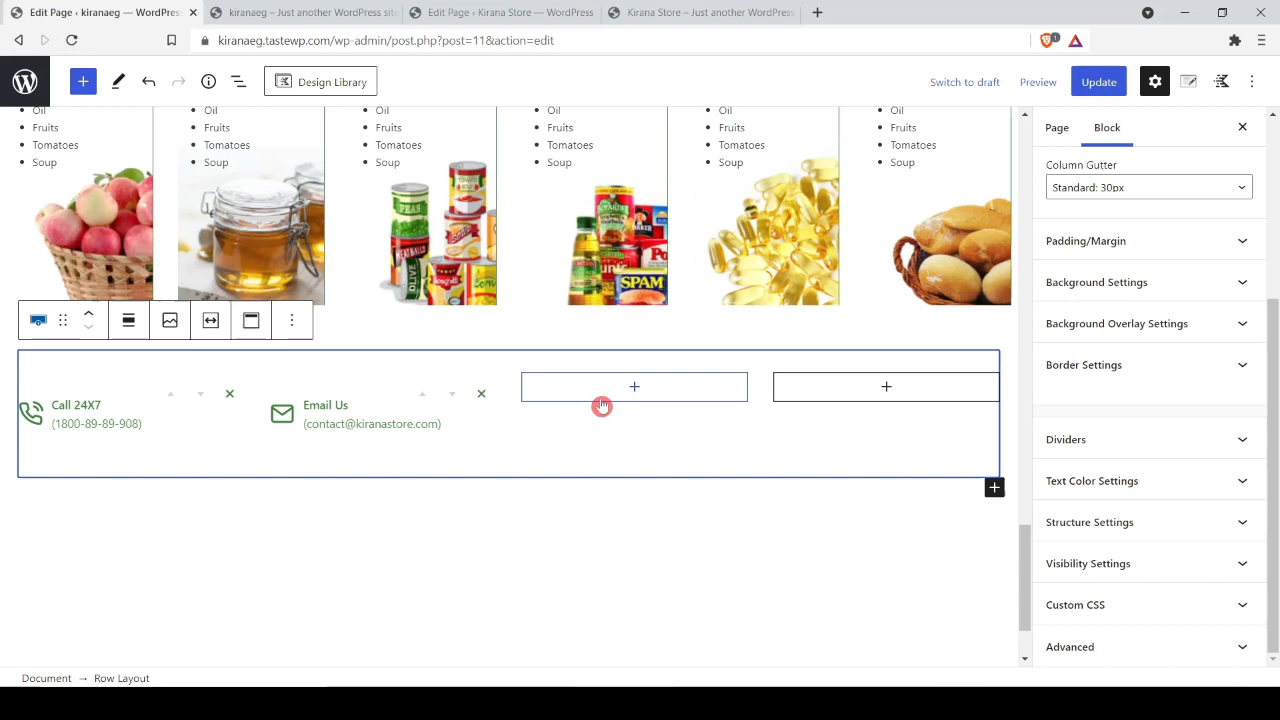 Edit Page ‹ kiranaeg — WordPres
kiranaeg – Just another WordPress site
Edit Page ‹ Kirana Store — WordPress
Kirana Store – Just another WordPress
kiranaeg.tastewp.com/wp-admin/post.php?post=11&action=edit
1
Design Library
Switch to draft
Preview
Update
Oil
Fruits
Tomatoes
Soup
Oil
Fruits
Tomatoes
Soup
Oil
Fruits
Tomatoes
Soup
Oil
Fruits
Tomatoes
Soup
Oil
Fruits
Tomatoes
Soup
Oil
Fruits
Tomatoes
Soup
PEAS
OLIVE
SPAM
Call 24X7
(1800-89-89-908)
Email Us
(contact@kiranastore.com)
Page
Block
Column Gutter
Standard: 30px
Padding/Margin
Background Settings
Background Overlay Settings
Border Settings
Dividers
Text Color Settings
Structure Settings
Visibility Settings
Custom CSS
Advanced
Document → Row Layout